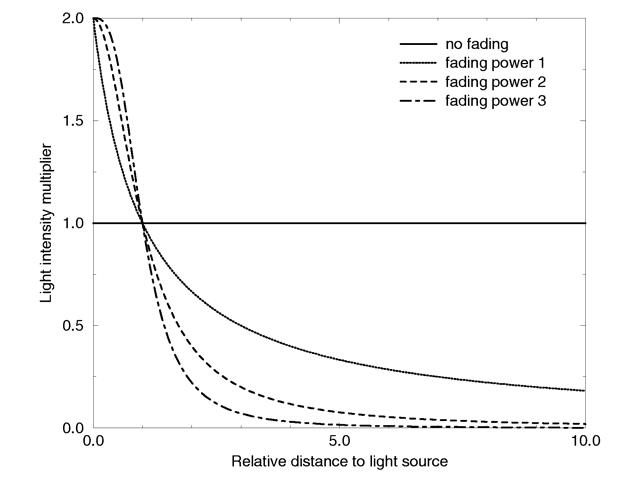 2.0
1.5
1.0
0.5
0.0
Light intensity multiplier
no fading
fading power 1
fading power 2
fading power 3
0.0
5.0
10.0
Relative distance to light source